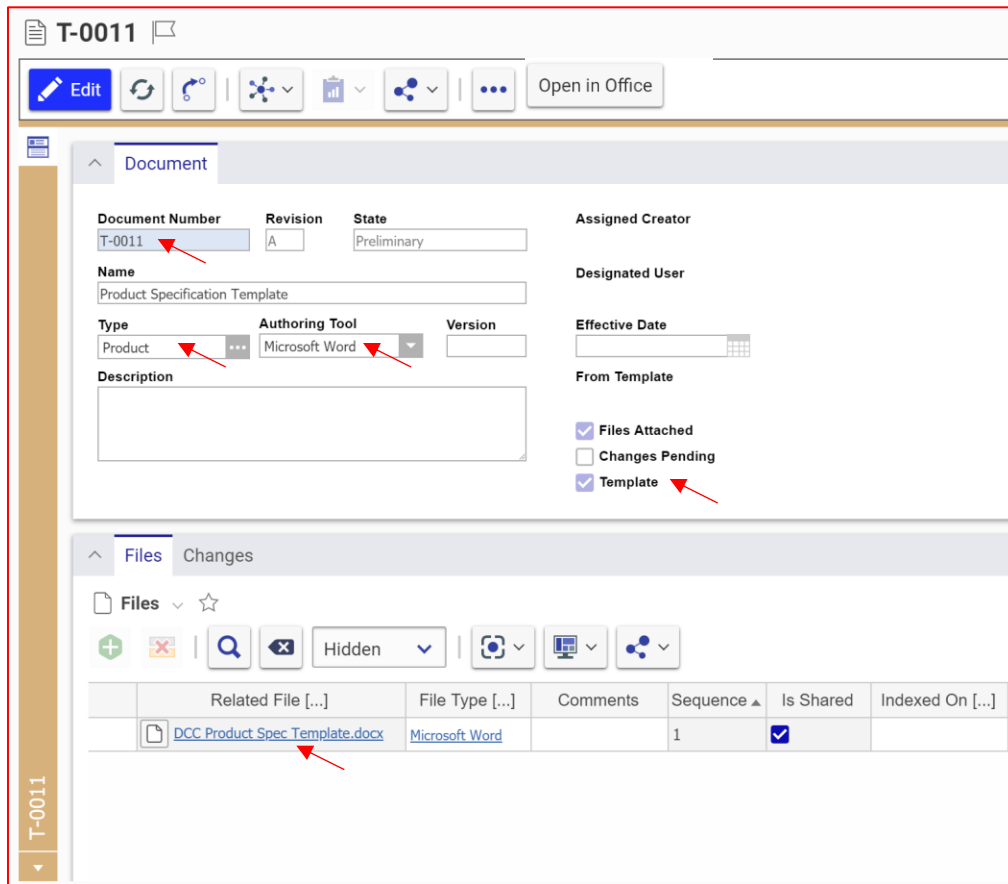 T-0011
Edit
Open in Office
Document
Document Number Revision State Assigned Creator
T-0011 A Preliminary
Name Designated User
Product Specification Template
Type Authoring Tool Version Effective Date
Product ... Microsoft Word
Description From Template
Files Attached
Changes Pending
Template
Files Changes
Files
Hidden
Related File [...] File Type [...] Comments Sequence Is Shared Indexed On [...]
DCC Product Spec Template.docx Microsoft Word 1
T-0011